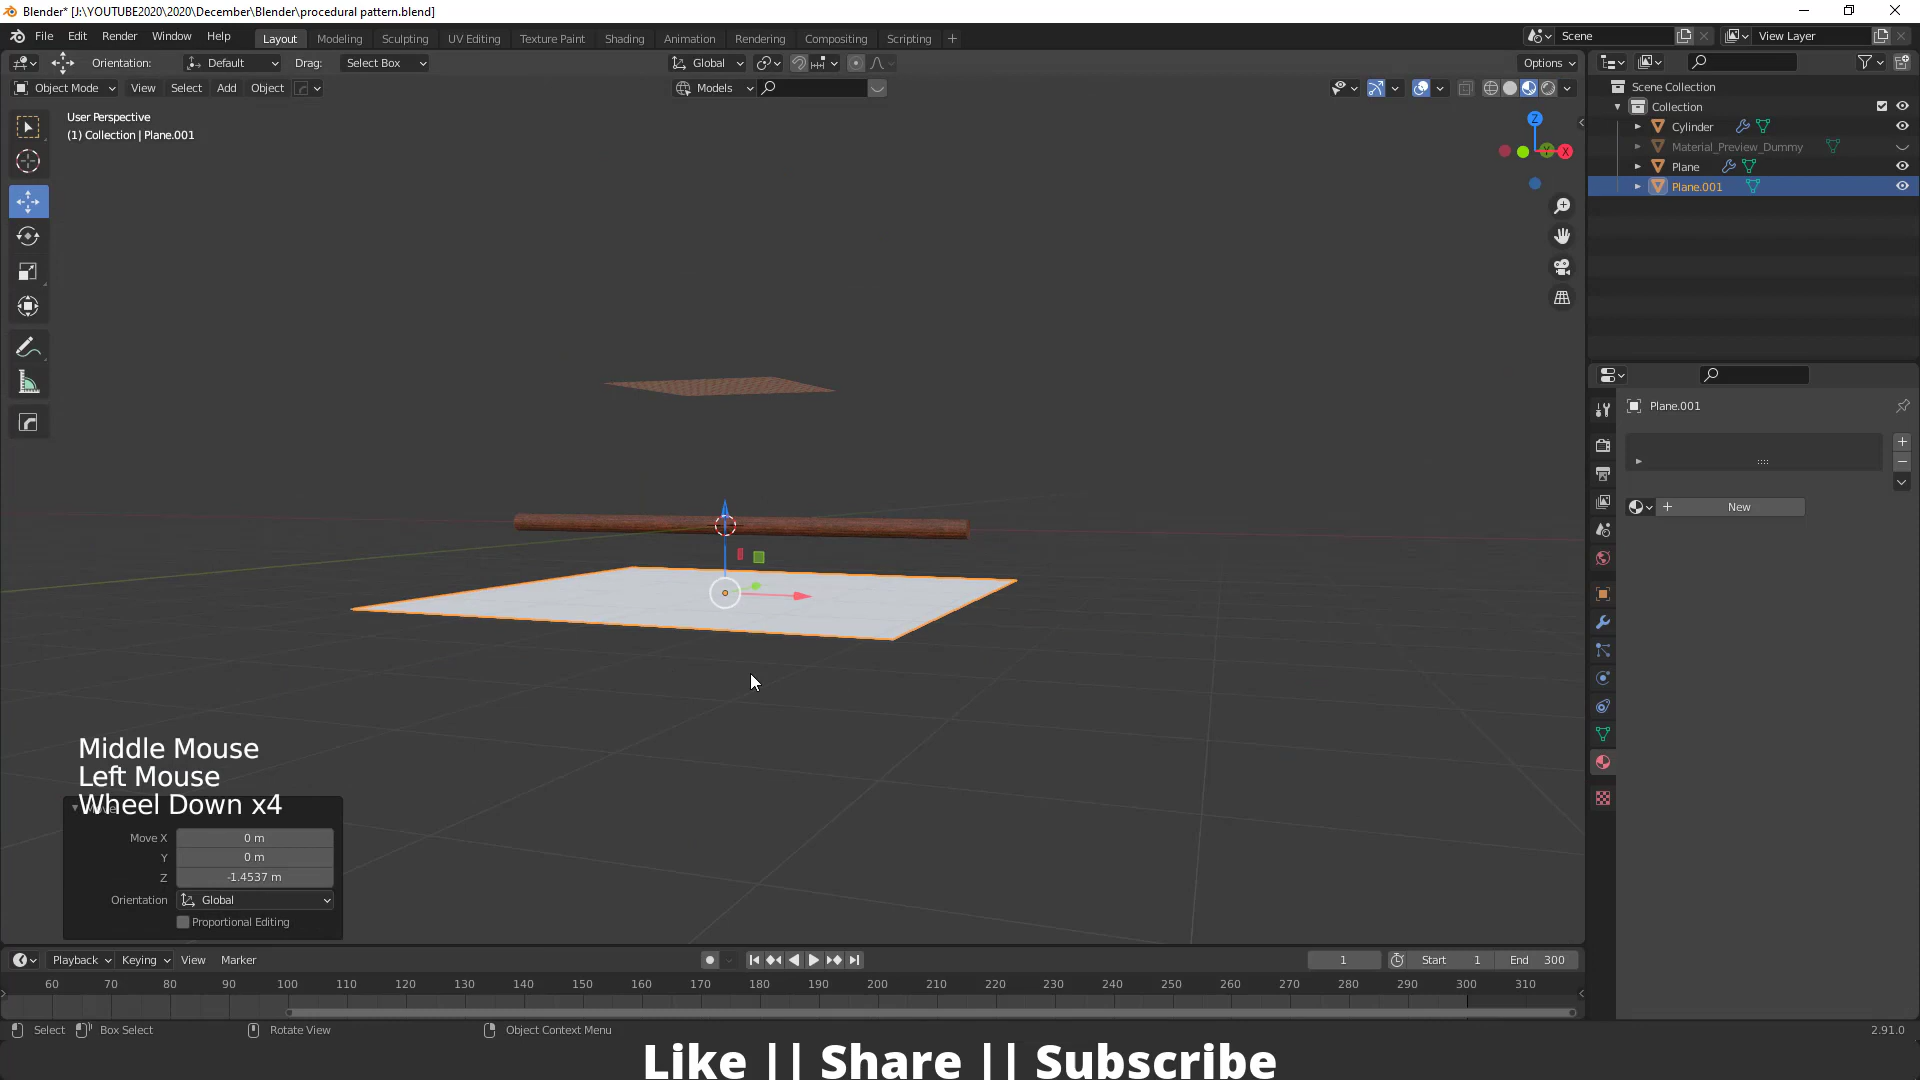 Blender* [J:\YOUTUBE2020\2020\December\Blender\procedural pattern.blend]
File Edit Render Window Help
Layout Modeling Sculpting UV Editing Texture Paint Shading Animation Rendering Compositing Scripting +
Scene View Layer
Orientation: Default Drag: Select Box Global Options
Object Mode View Select Add Object Models
User Perspective
(1) Collection | Plane.001
Z
X
Scene Collection
Collection
Cylinder
Material_Preview_Dummy
Plane
Plane.001
Plane.001
New
Middle Mouse
Left Mouse
Wheel Down x4
Move X 0 m
Y 0 m
Z -1.4537 m
Orientation Global
Proportional Editing
Playback Keying View Marker 1 Start 1 End 300
60 70 80 90 100 110 120 130 140 150 160 170 180 190 200 210 220 230 240 250 260 270 280 290 300 310
Select Box Select Rotate View Object Context Menu 2.91.0
Like || Share || Subscribe